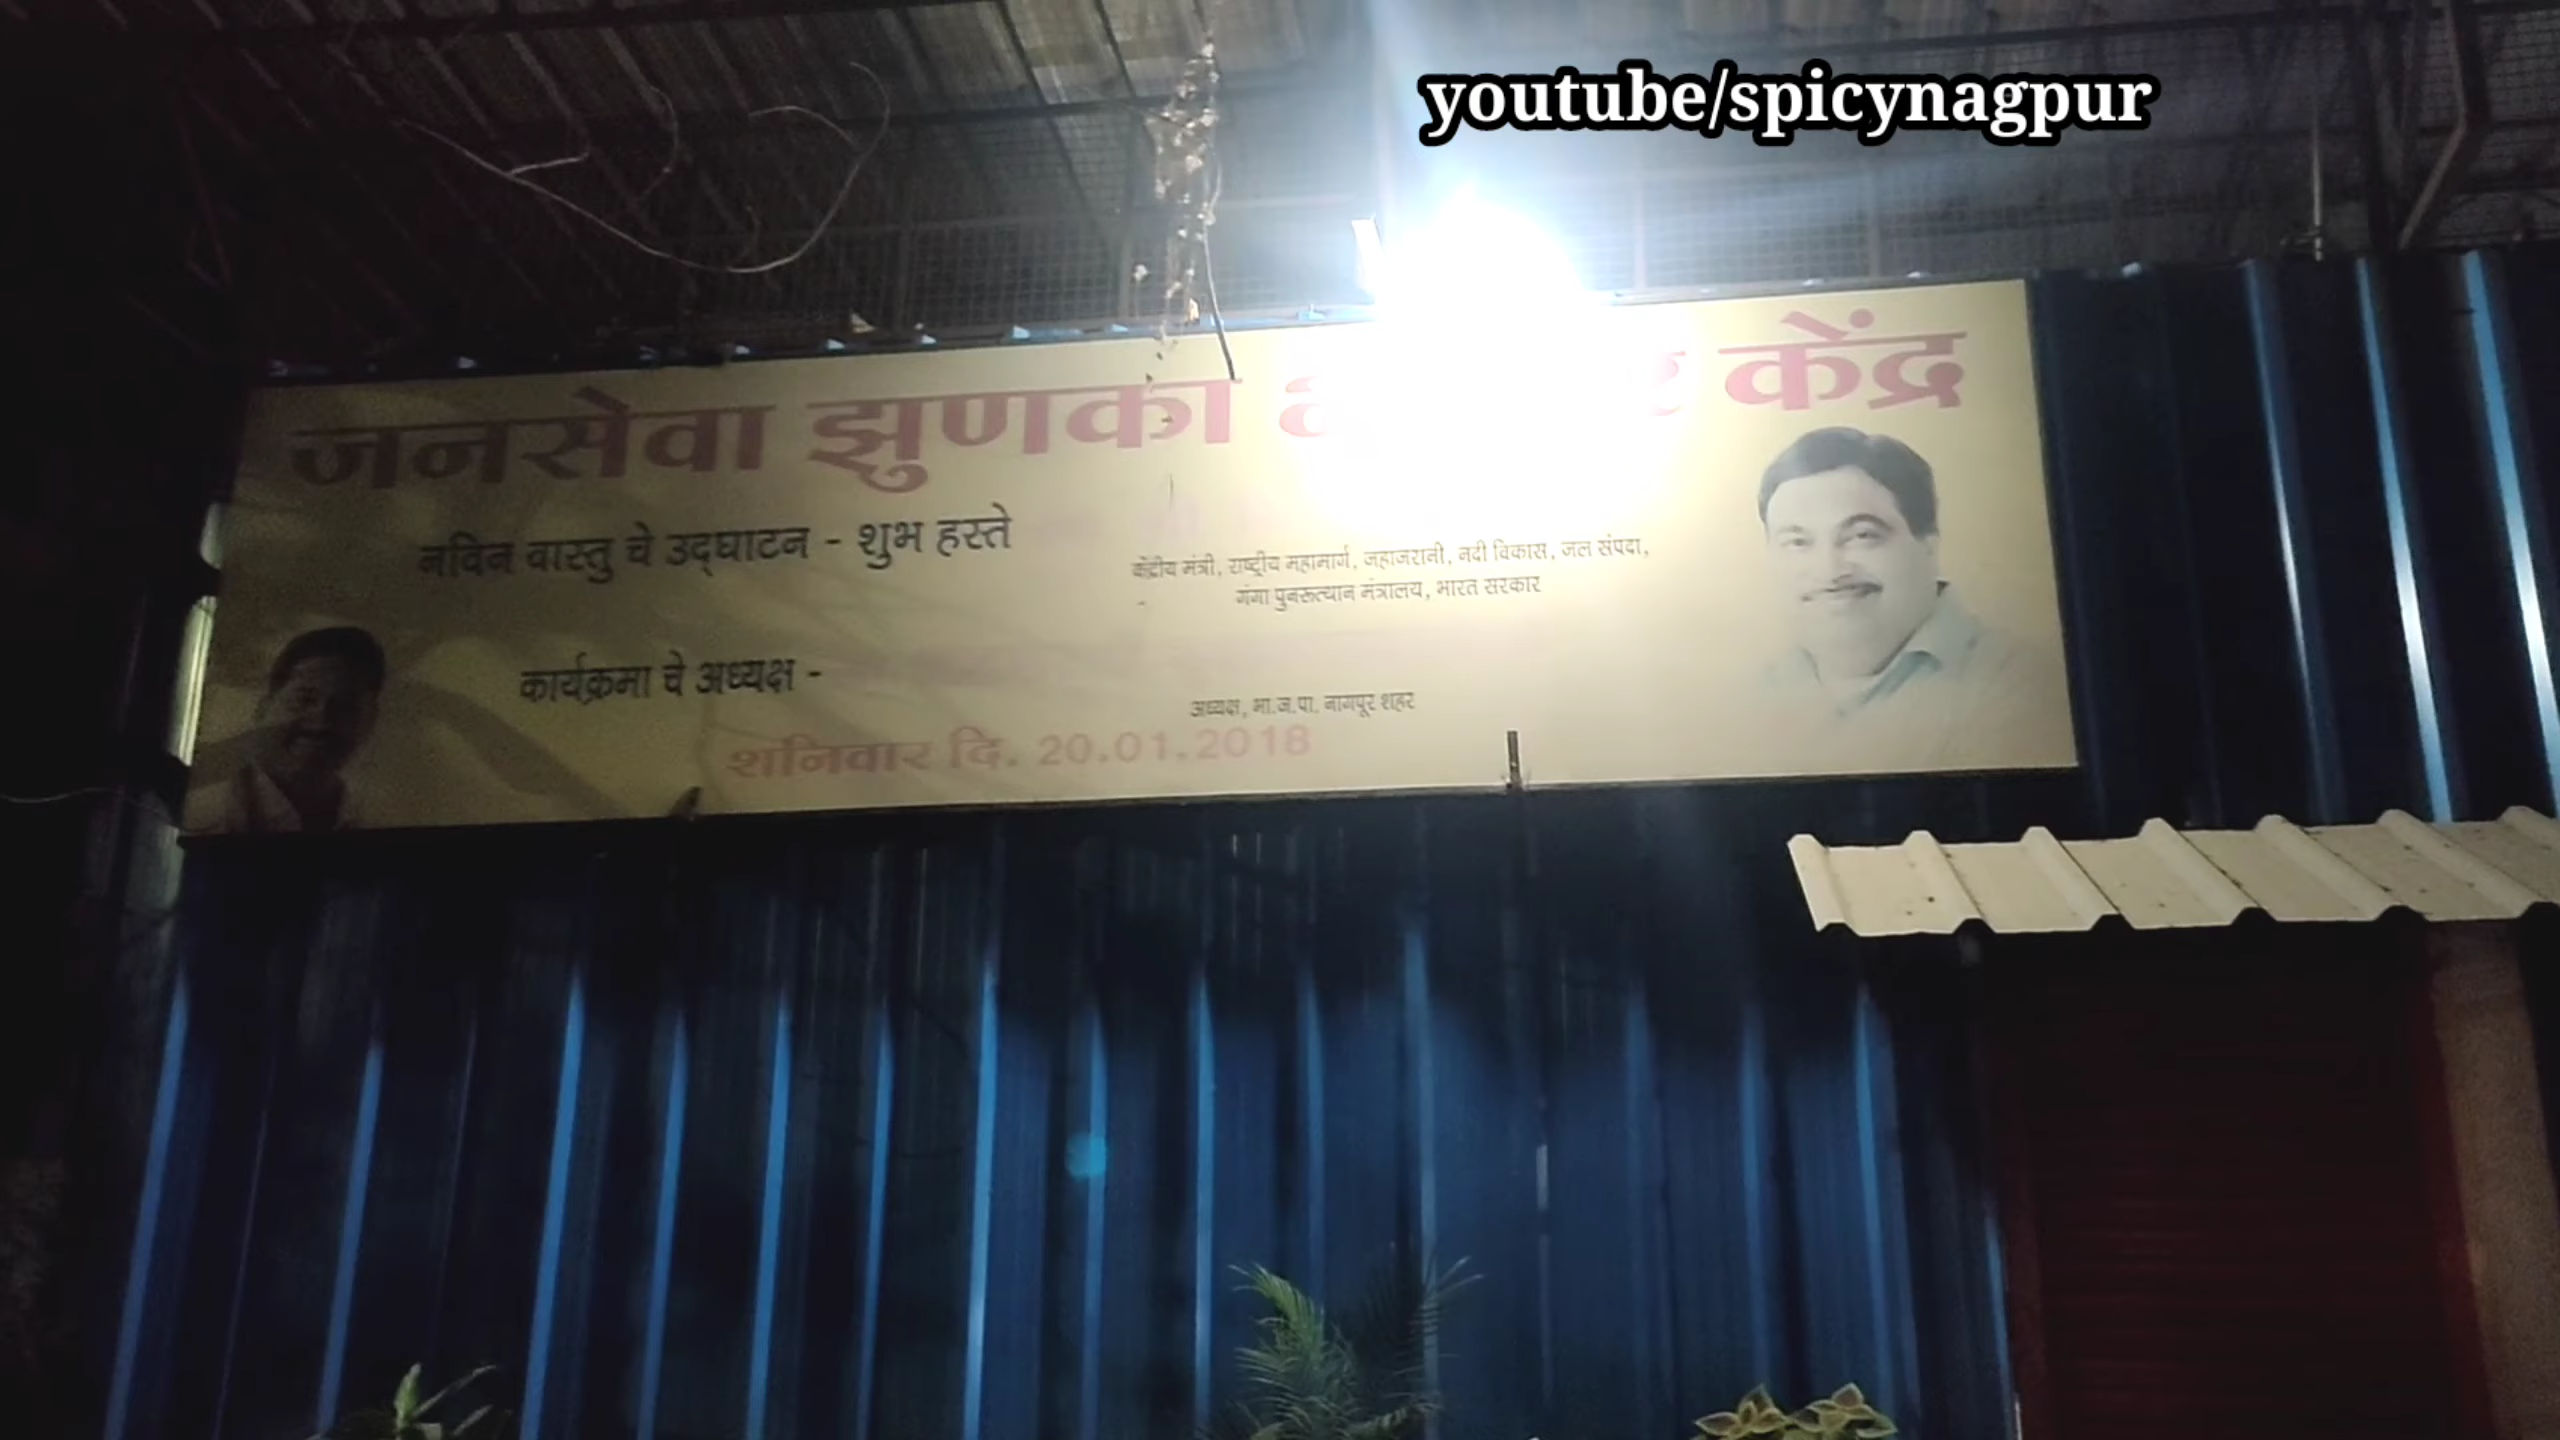 youtube/spicynagpur
जनसेवा झुणका केंद्र
नविन वास्तु चे उद्घाटन - शुभ हस्ते
केंद्रीय मंत्री, राष्ट्रीय महामार्ग, जहाजरानी, नदी विकास, जल संपदा,
गंगा पुनरूत्थान मंत्रालय, भारत सरकार
कार्यक्रमा चे अध्यक्ष -
अध्यक्ष, भा.ज.पा. नागपूर शहर
शनिवार दि. 20.01.2018